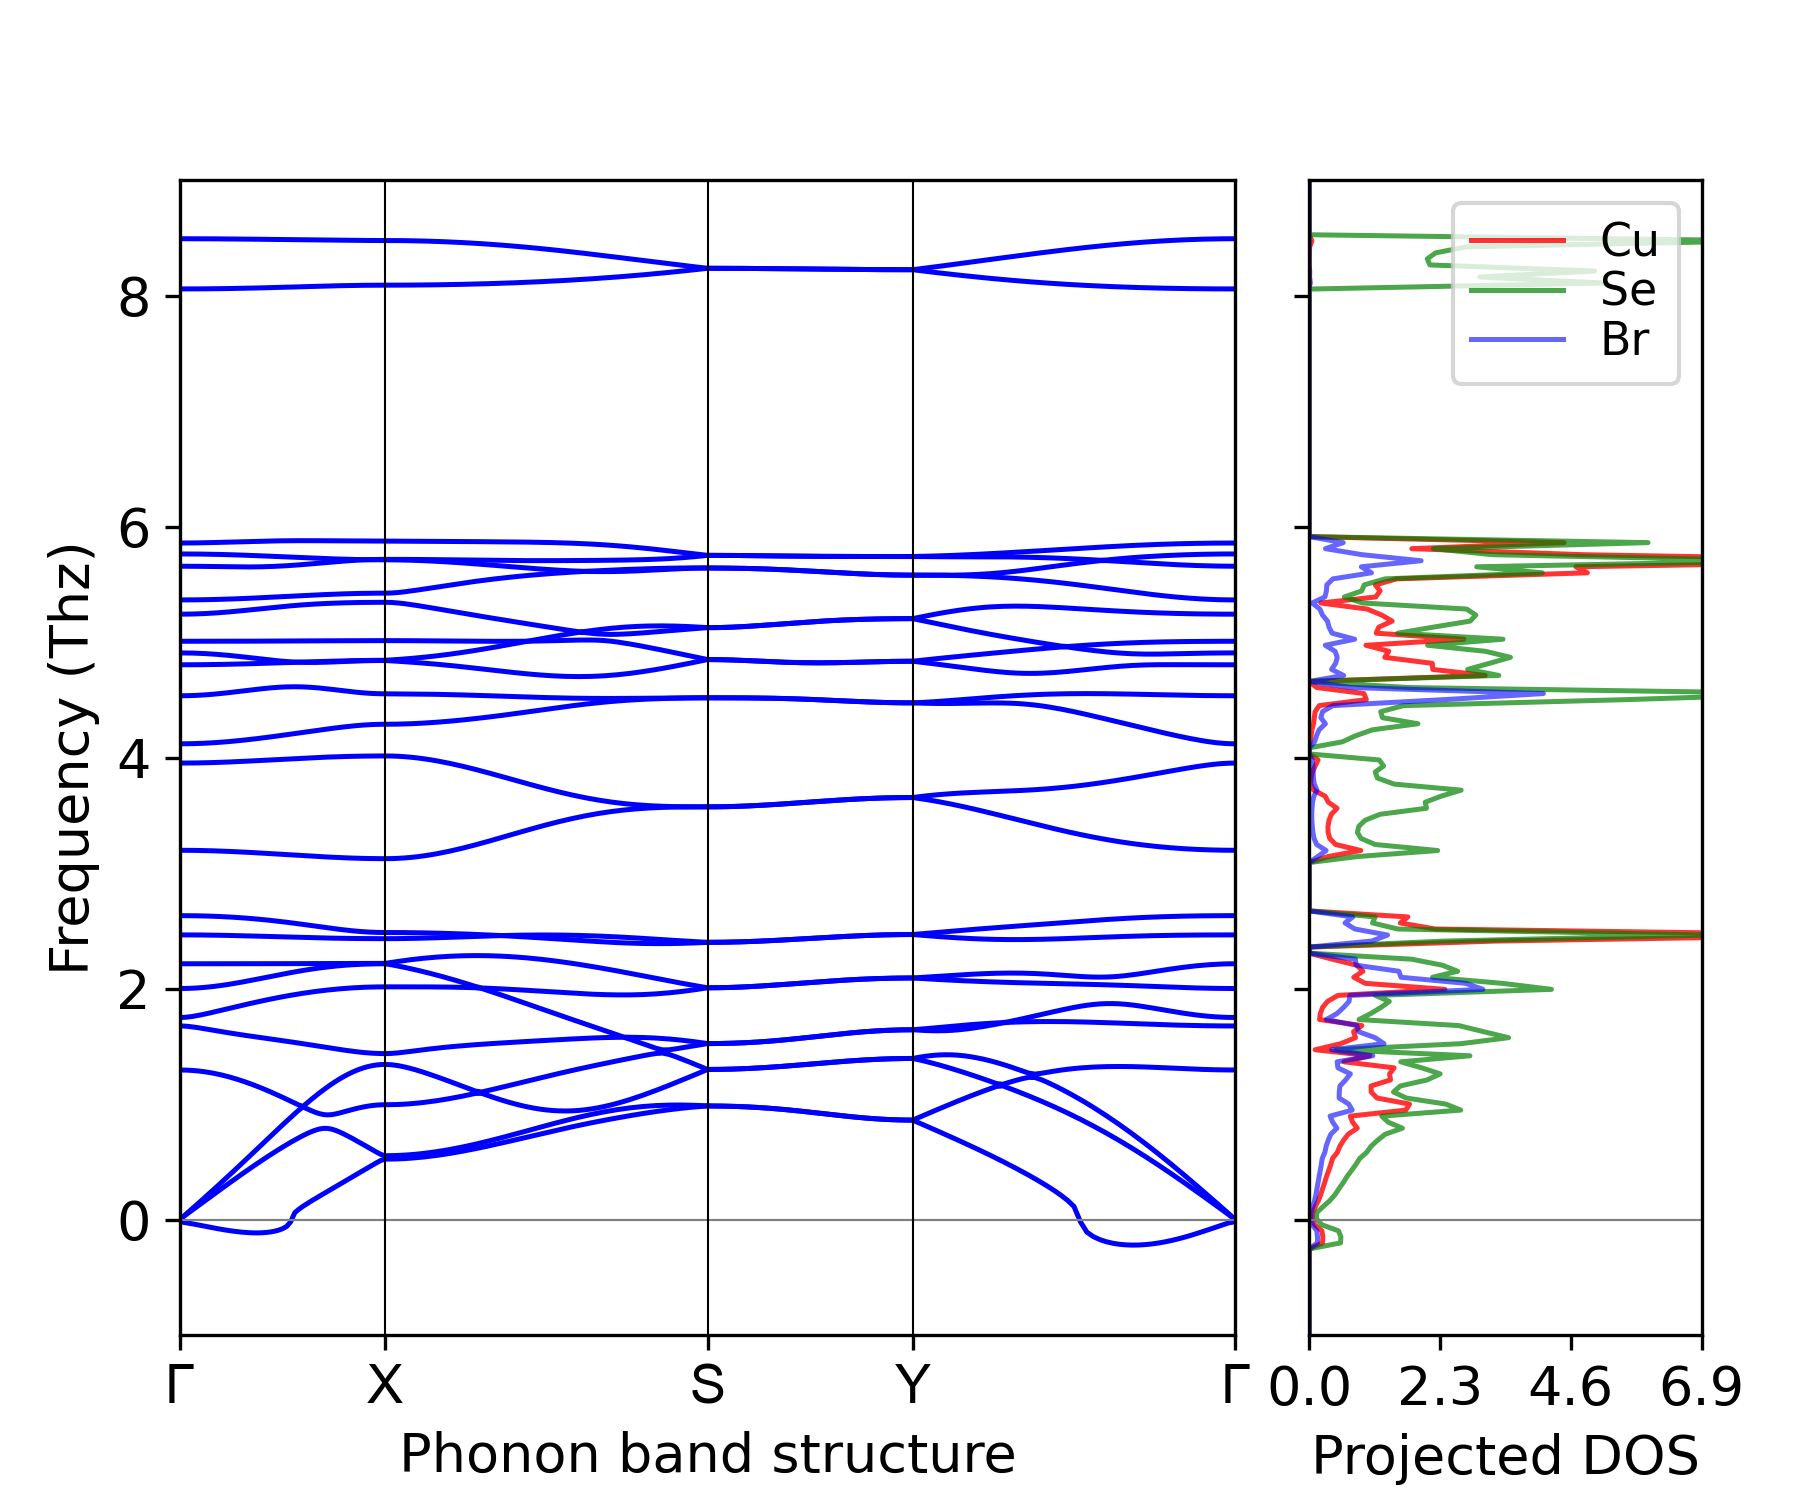 Frequency (Thz)
8
6
4
2
0
Γ X S Y Γ
Phonon band structure
Cu
Se
Br
0.0 2.3 4.6 6.9
Projected DOS